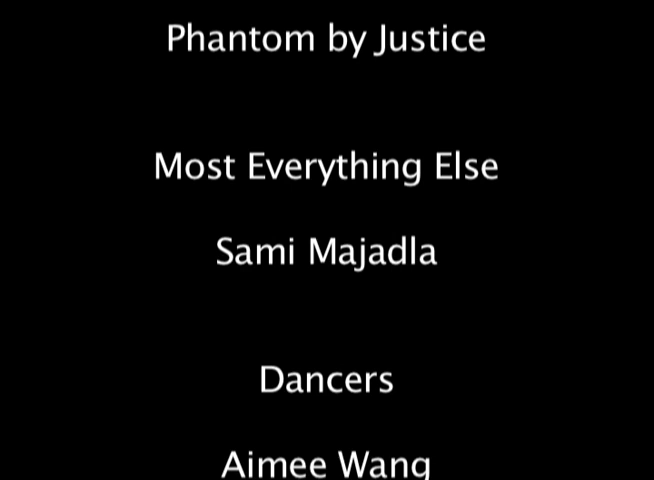 Phantom by Justice
Most Everything Else
Sami Majadla
Dancers
Aimee Wang